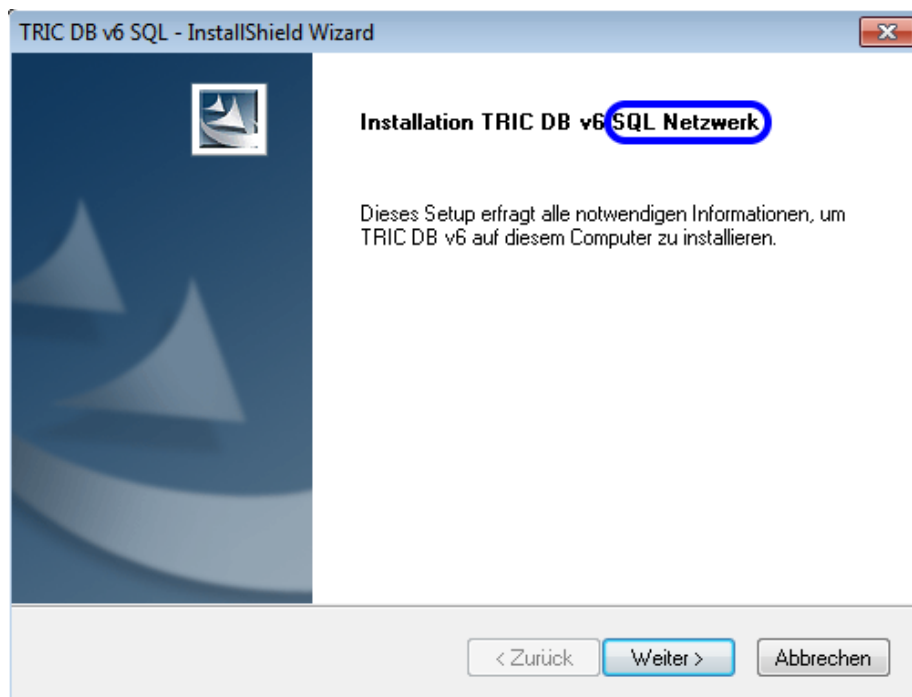 TRIC DB v6 SQL - InstallShield Wizard
Installation TRIC DB v6 SQL Netzwerk
Dieses Setup erfragt alle notwendigen Informationen, um
TRIC DB v6 auf diesem Computer zu installieren.
< Zurück Weiter > Abbrechen